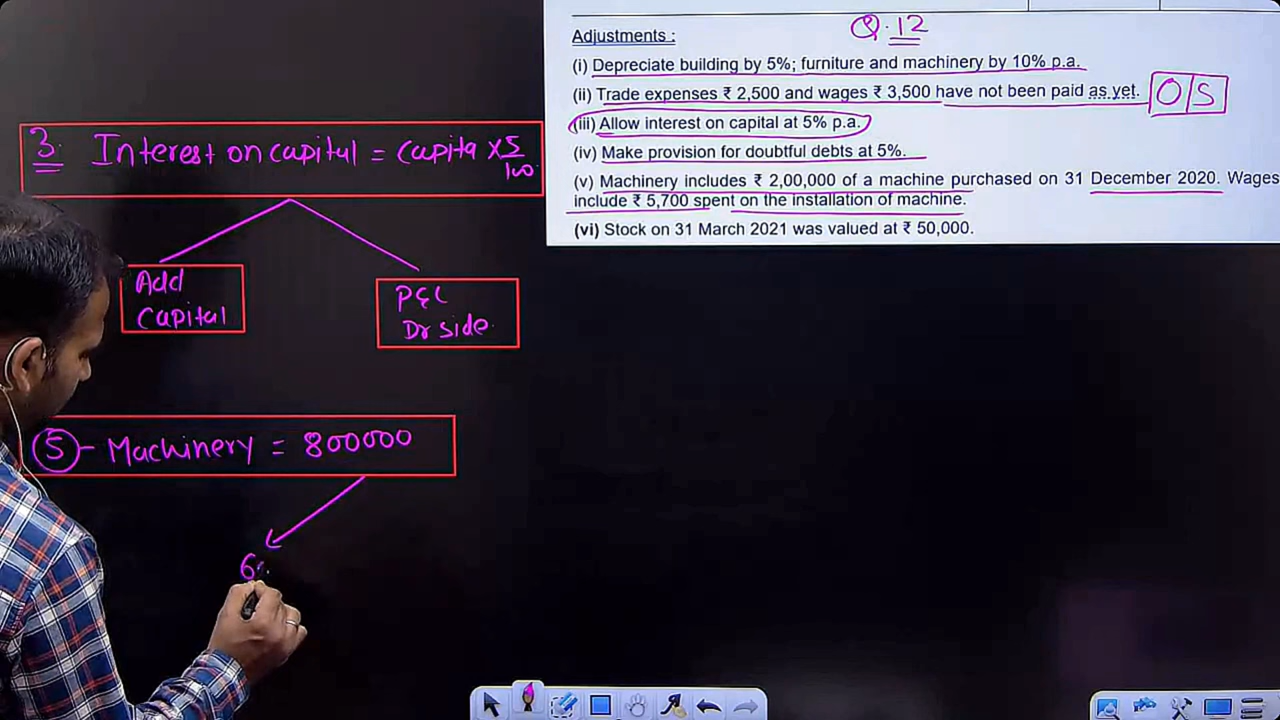 Q. 12
Adjustments :
(i) Depreciate building by 5%; furniture and machinery by 10% p.a.
(ii) Trade expenses ₹ 2,500 and wages ₹ 3,500 have not been paid as yet.
O/S
(iii) Allow interest on capital at 5% p.a.
(iv) Make provision for doubtful debts at 5%.
(v) Machinery includes ₹ 2,00,000 of a machine purchased on 31 December 2020. Wages
include ₹ 5,700 spent on the installation of machine.
(vi) Stock on 31 March 2021 was valued at ₹ 50,000.
3. Interest on capital = capita × 5/100
Add
Capital
P&L
Dr side.
5 - Machinery = 800000
6